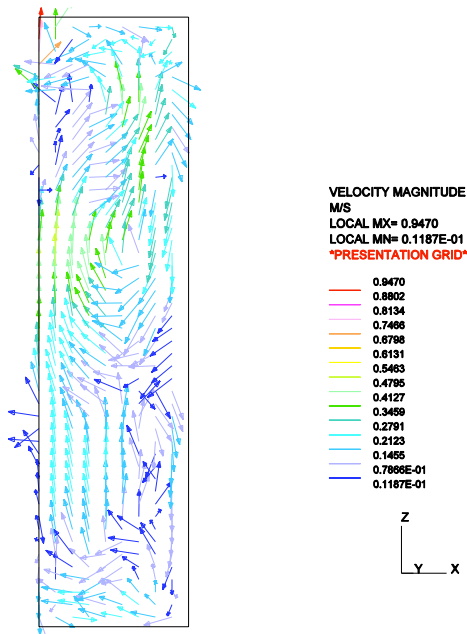 VELOCITY MAGNITUDE
M/S
LOCAL MX= 0.9470
LOCAL MN= 0.1187E-01
*PRESENTATION GRID*
0.9470
0.8802
0.8134
0.7466
0.6798
0.6131
0.5463
0.4795
0.4127
0.3459
0.2791
0.2123
0.1455
0.7866E-01
0.1187E-01
Z
Y X